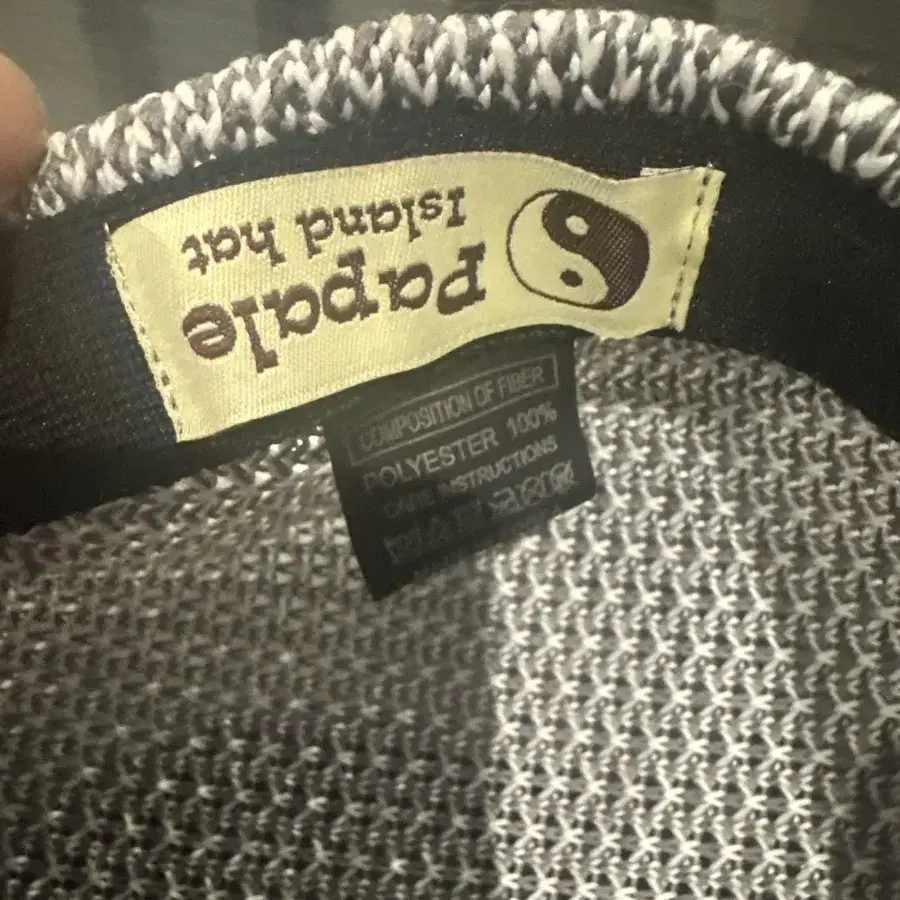 Papale
Island hat
COMPOSITION OF FIBER
POLYESTER 100%
CARE INSTRUCTIONS